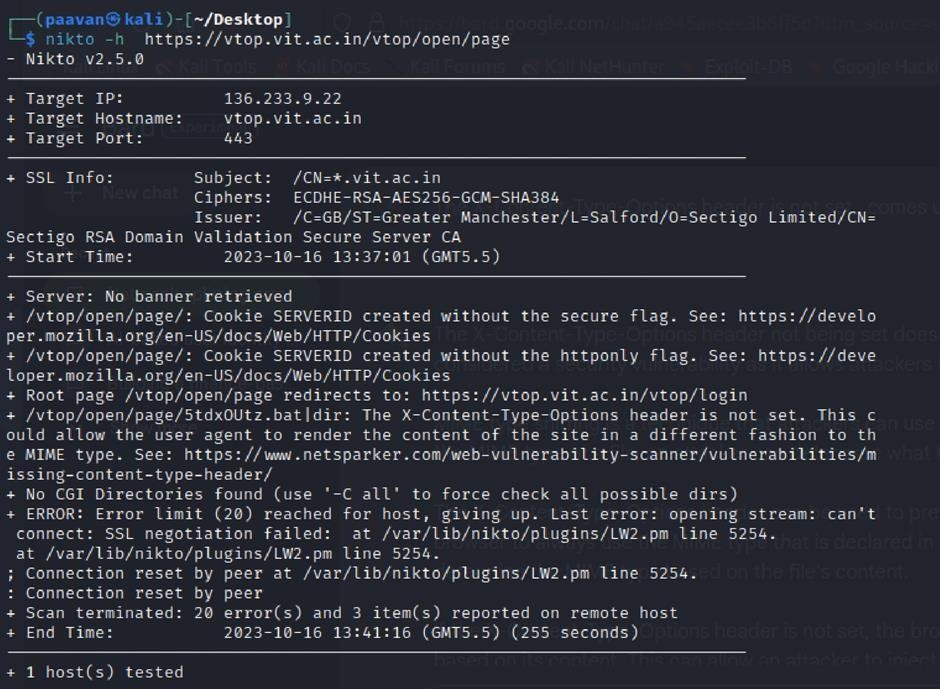 (paavan㉿kali)-[~/Desktop]
$ nikto -h  https://vtop.vit.ac.in/vtop/open/page
- Nikto v2.5.0
+ Target IP:          136.233.9.22
+ Target Hostname:    vtop.vit.ac.in
+ Target Port:        443
+ SSL Info:        Subject:  /CN=*.vit.ac.in
                   Ciphers:  ECDHE-RSA-AES256-GCM-SHA384
                   Issuer:   /C=GB/ST=Greater Manchester/L=Salford/O=Sectigo Limited/CN=
Sectigo RSA Domain Validation Secure Server CA
+ Start Time:         2023-10-16 13:37:01 (GMT5.5)
+ Server: No banner retrieved
+ /vtop/open/page/: Cookie SERVERID created without the secure flag. See: https://develo
per.mozilla.org/en-US/docs/Web/HTTP/Cookies
+ /vtop/open/page/: Cookie SERVERID created without the httponly flag. See: https://deve
loper.mozilla.org/en-US/docs/Web/HTTP/Cookies
+ Root page /vtop/open/page redirects to: https://vtop.vit.ac.in/vtop/login
+ /vtop/open/page/5tdxOUtz.bat|dir: The X-Content-Type-Options header is not set. This c
ould allow the user agent to render the content of the site in a different fashion to th
e MIME type. See: https://www.netsparker.com/web-vulnerability-scanner/vulnerabilities/m
issing-content-type-header/
+ No CGI Directories found (use '-C all' to force check all possible dirs)
+ ERROR: Error limit (20) reached for host, giving up. Last error: opening stream: can't
 connect: SSL negotiation failed:  at /var/lib/nikto/plugins/LW2.pm line 5254.
 at /var/lib/nikto/plugins/LW2.pm line 5254.
; Connection reset by peer at /var/lib/nikto/plugins/LW2.pm line 5254.
: Connection reset by peer
+ Scan terminated: 20 error(s) and 3 item(s) reported on remote host
+ End Time:           2023-10-16 13:41:16 (GMT5.5) (255 seconds)
+ 1 host(s) tested